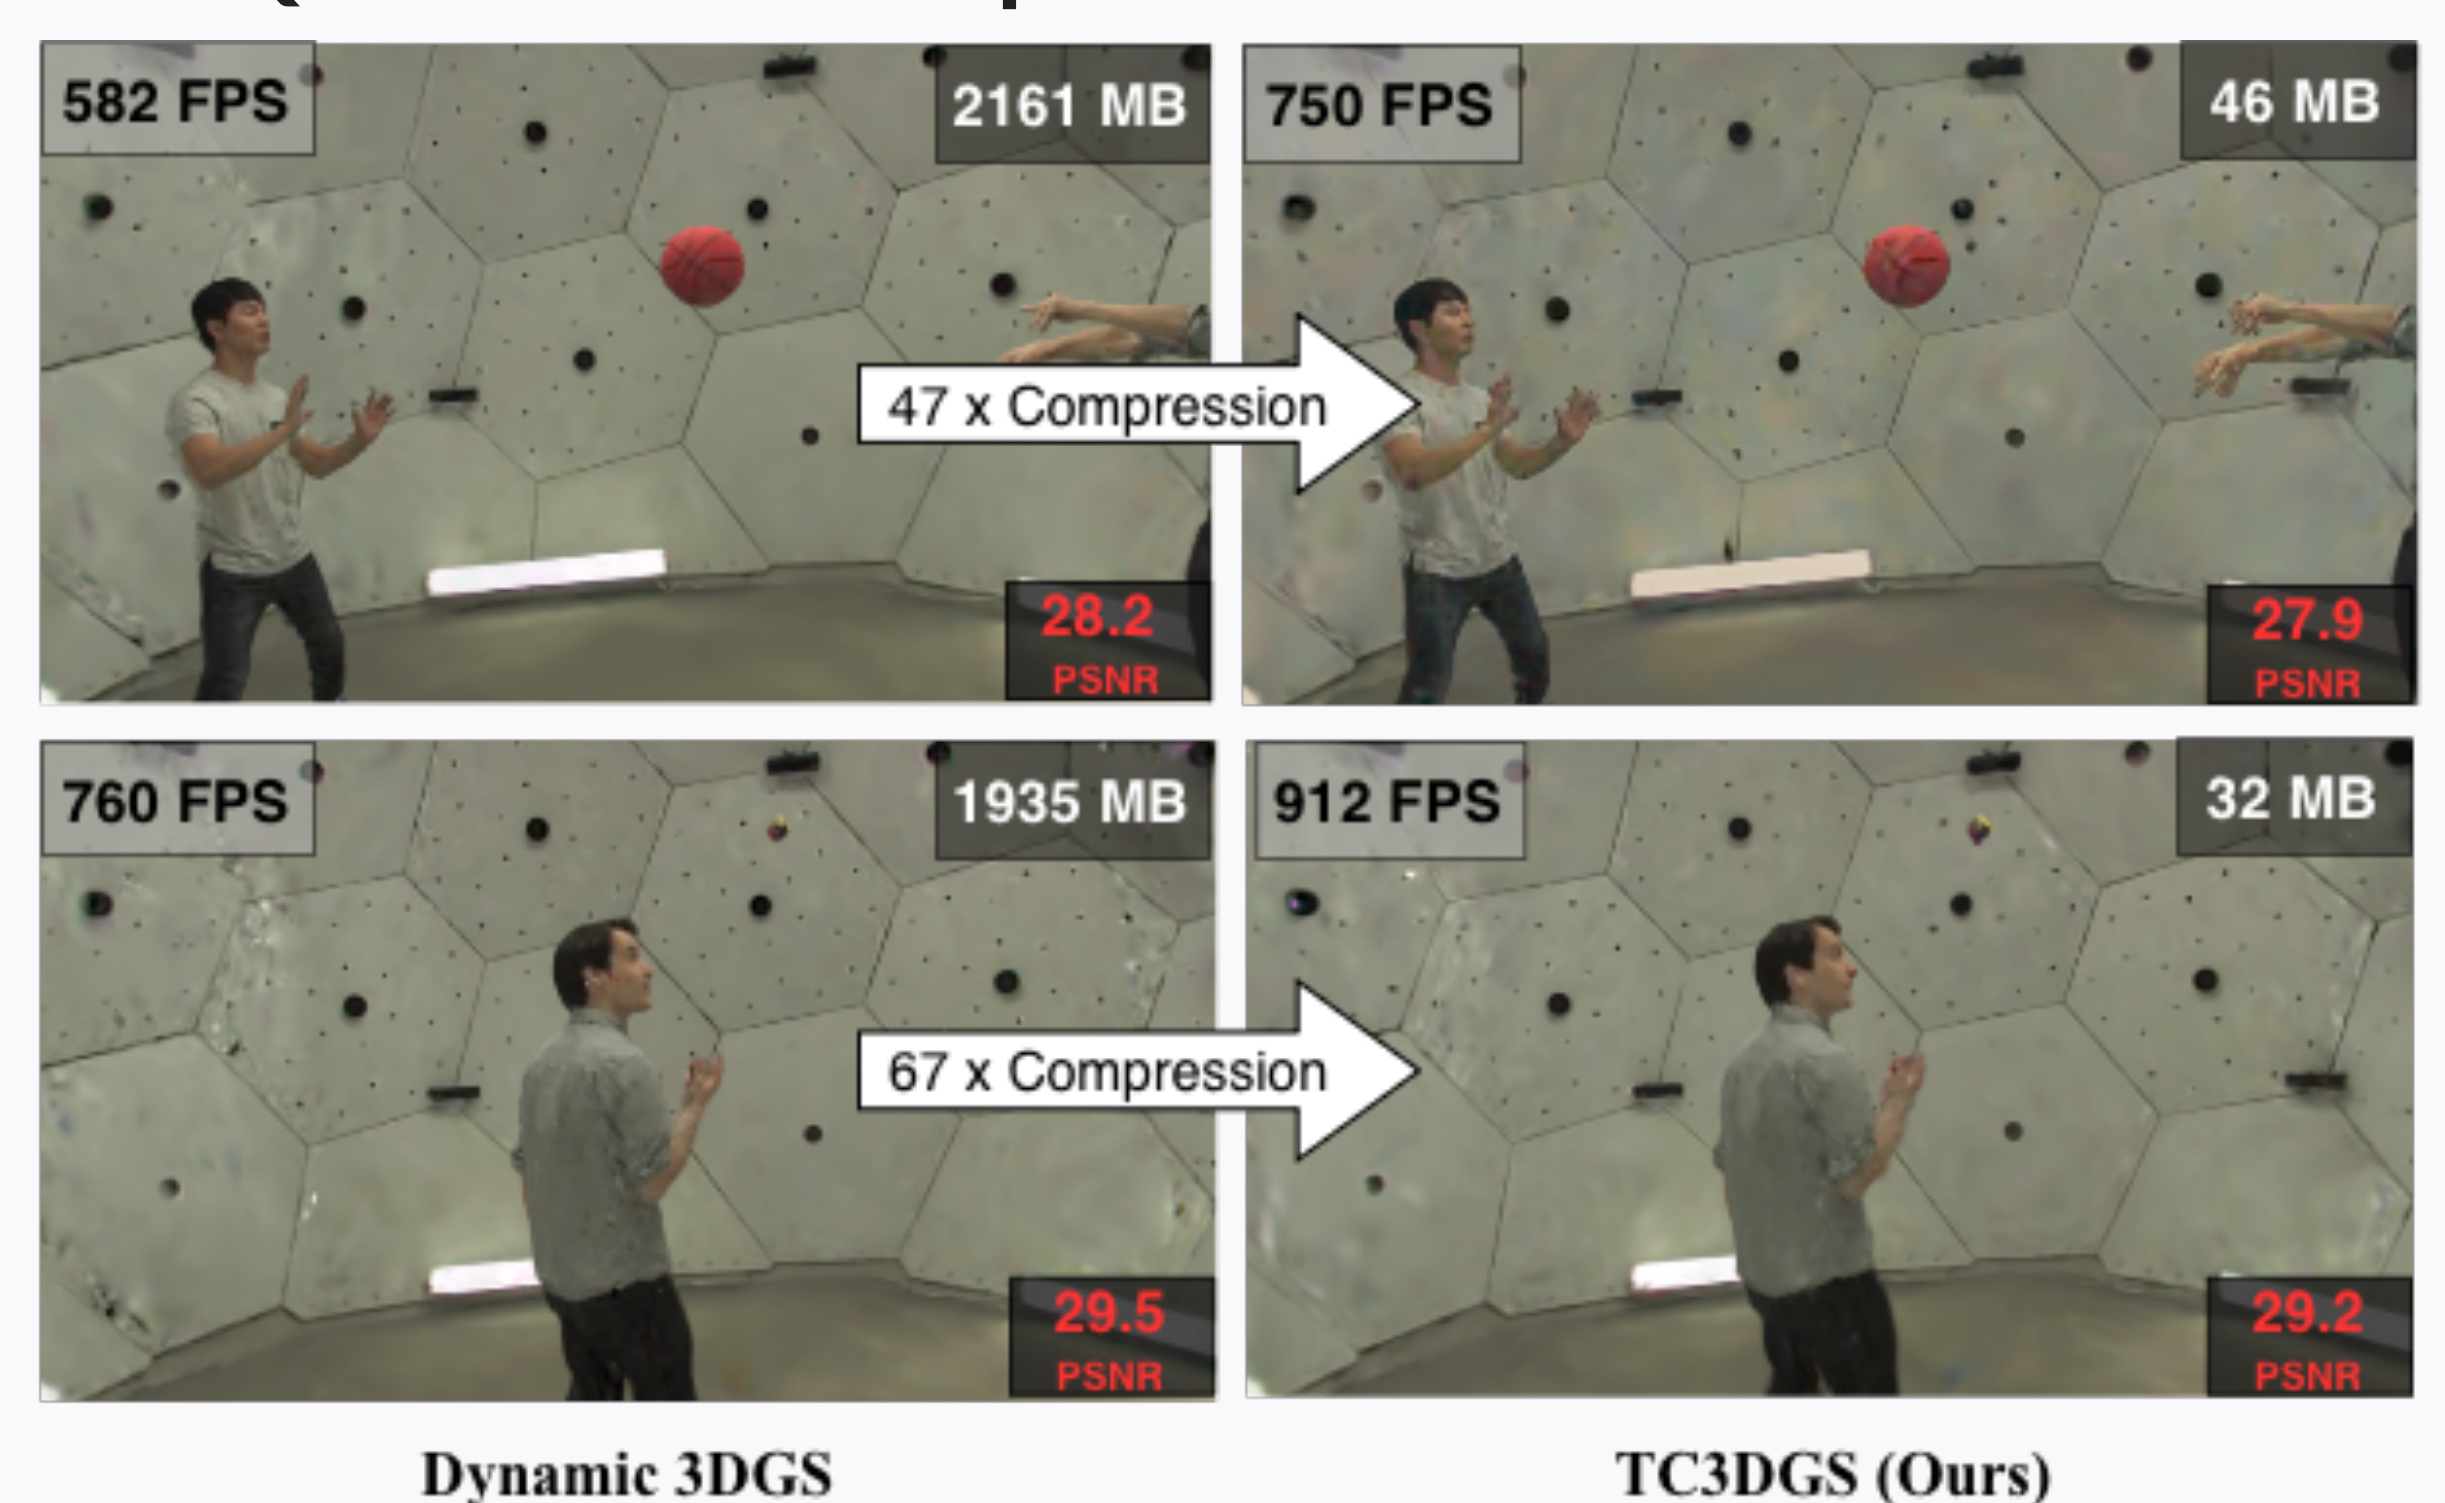 582 FPS
2161 MB
750 FPS
46 MB
47 x Compression
28.2
PSNR
27.9
PSNR
760 FPS
1935 MB
912 FPS
32 MB
67 x Compression
29.5
PSNR
29.2
PSNR
Dynamic 3DGS
TC3DGS (Ours)